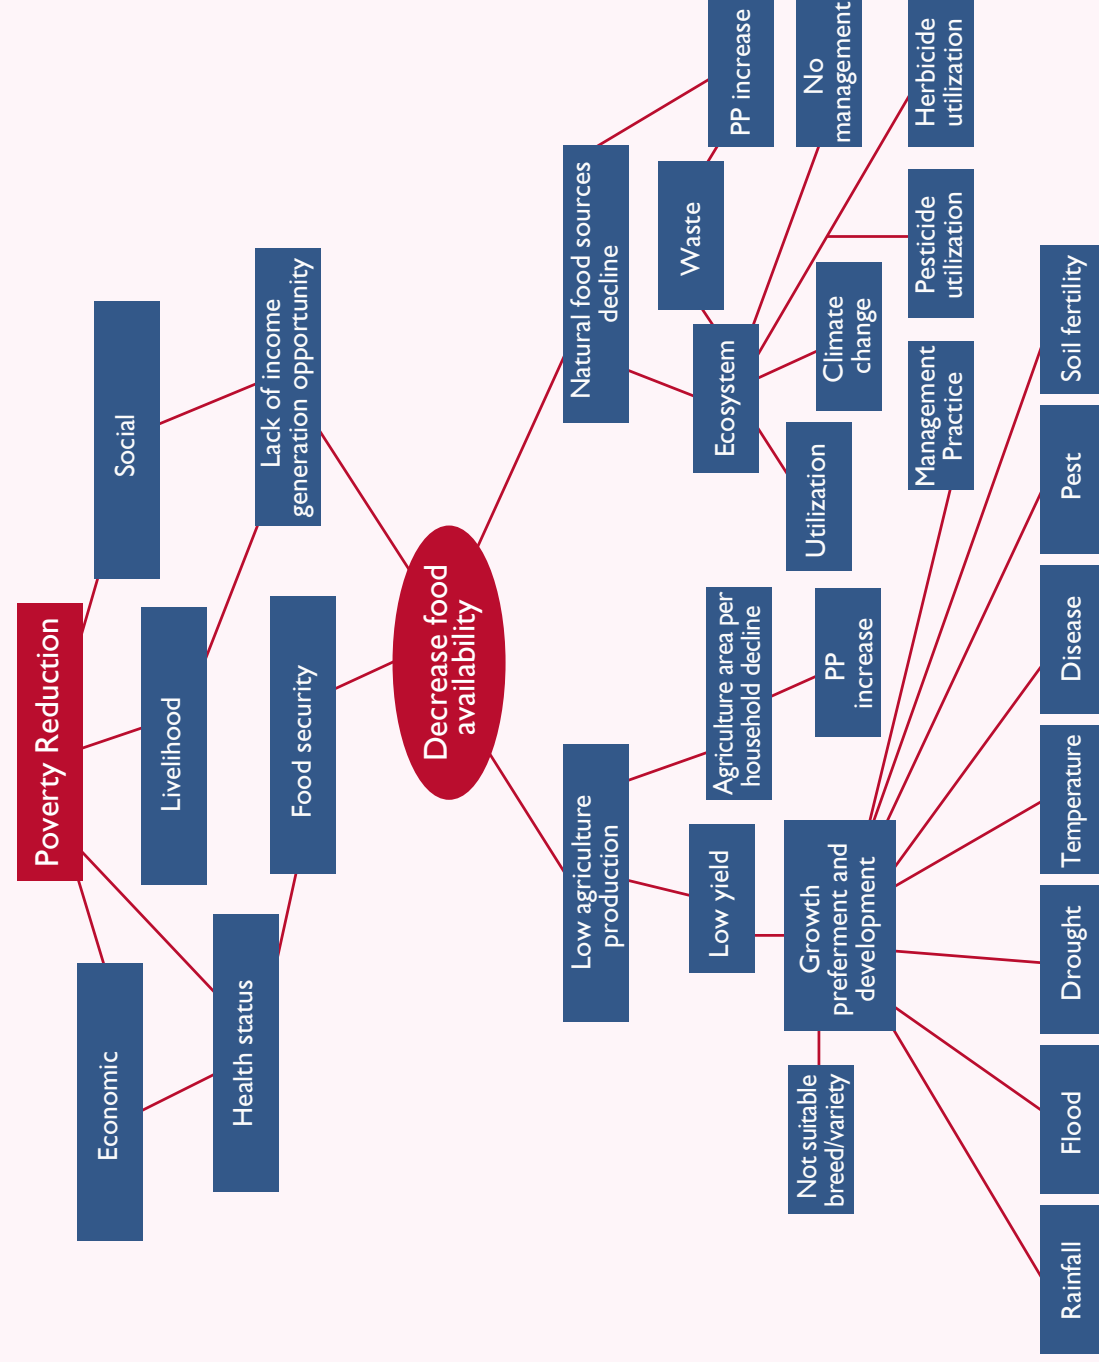 Poverty Reduction
Economic
Social
Livelihood
Health status
Lack of income
generation opportunity
Food security
Decrease food
availability
Low agriculture
production
Natural food sources
decline
Low yield
Agriculture area per
household decline
Ecosystem
Waste
PP increase
Not suitable
breed/variety
Growth
preferment and
development
PP
increase
Utilization
Climate
change
No
management
Management
Practice
Pesticide
utilization
Herbicide
utilization
Rainfall
Flood
Drought
Temperature
Disease
Pest
Soil fertility